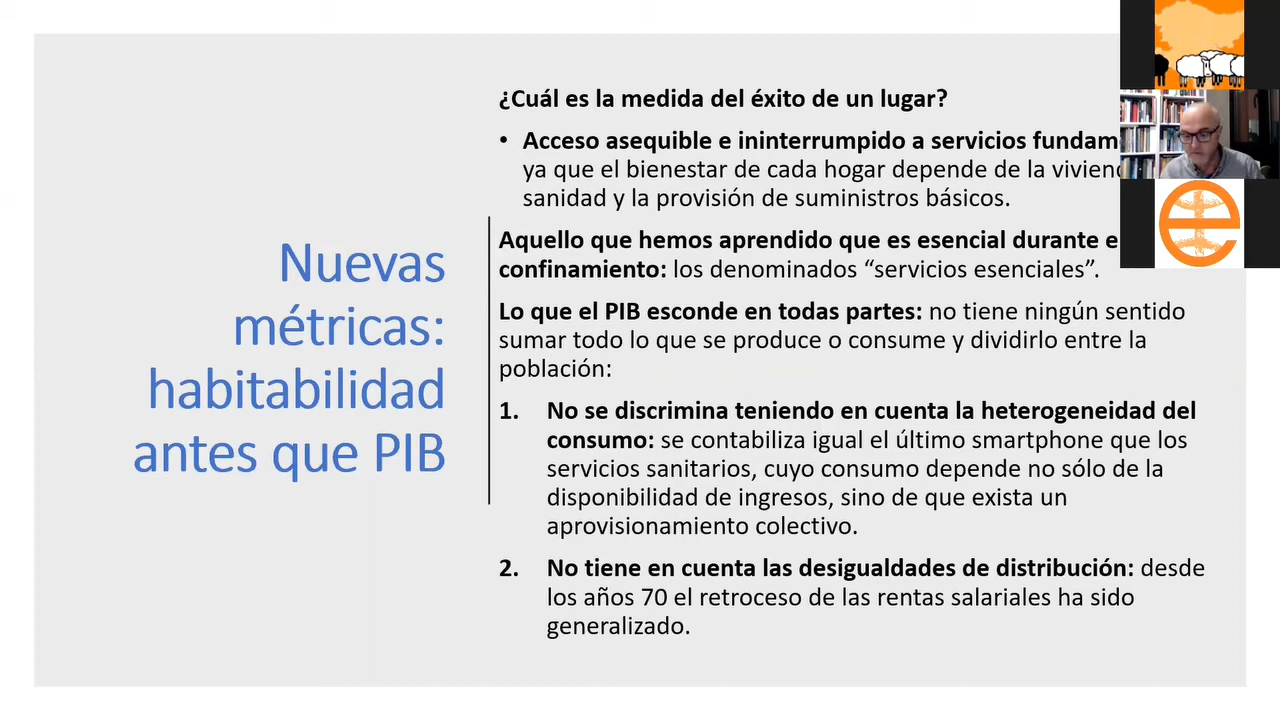 Nuevas
métricas:
habitabilidad
antes que PIB
¿Cuál es la medida del éxito de un lugar?
• Acceso asequible e ininterrumpido a servicios
ya que el bienestar de cada hogar depende de la
sanidad y la provisión de suministros básicos.
Aquello que hemos aprendido que es esencial durante
confinamiento: los denominados “servicios esenciales”.
Lo que el PIB esconde en todas partes: no tiene ningún sentido
sumar todo lo que se produce o consume y dividirlo entre la
población:
1. No se discrimina teniendo en cuenta la heterogeneidad del
consumo: se contabiliza igual el último smartphone que los
servicios sanitarios, cuyo consumo depende no sólo de la
disponibilidad de ingresos, sino de que exista un
aprovisionamiento colectivo.
2. No tiene en cuenta las desigualdades de distribución: desde
los años 70 el retroceso de las rentas salariales ha sido
generalizado.